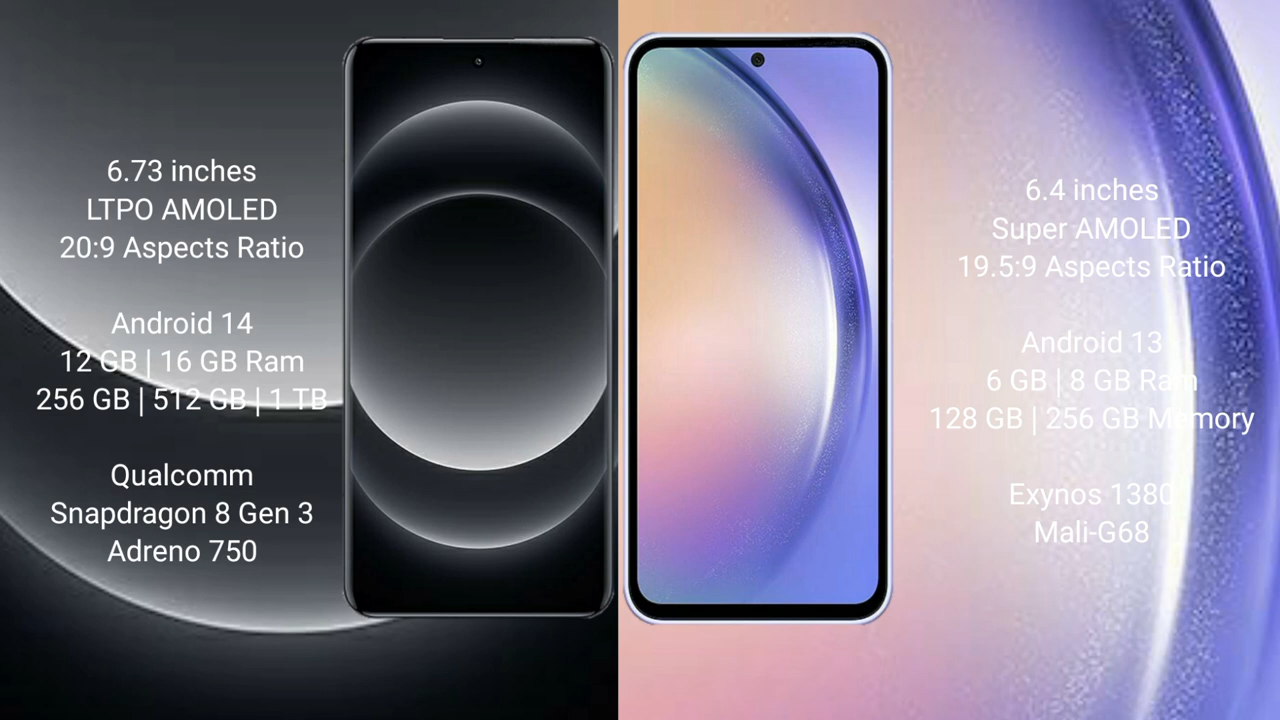 6.73 inches
LTPO AMOLED
20:9 Aspects Ratio
Android 14
12 GB | 16 GB Ram
256 GB | 512 GB | 1 TB
Qualcomm
Snapdragon 8 Gen 3
Adreno 750
6.4 inches
Super AMOLED
19.5:9 Aspects Ratio
Android 13
6 GB | 8 GB Ram
128 GB | 256 GB Memory
Exynos 1380
Mali-G68